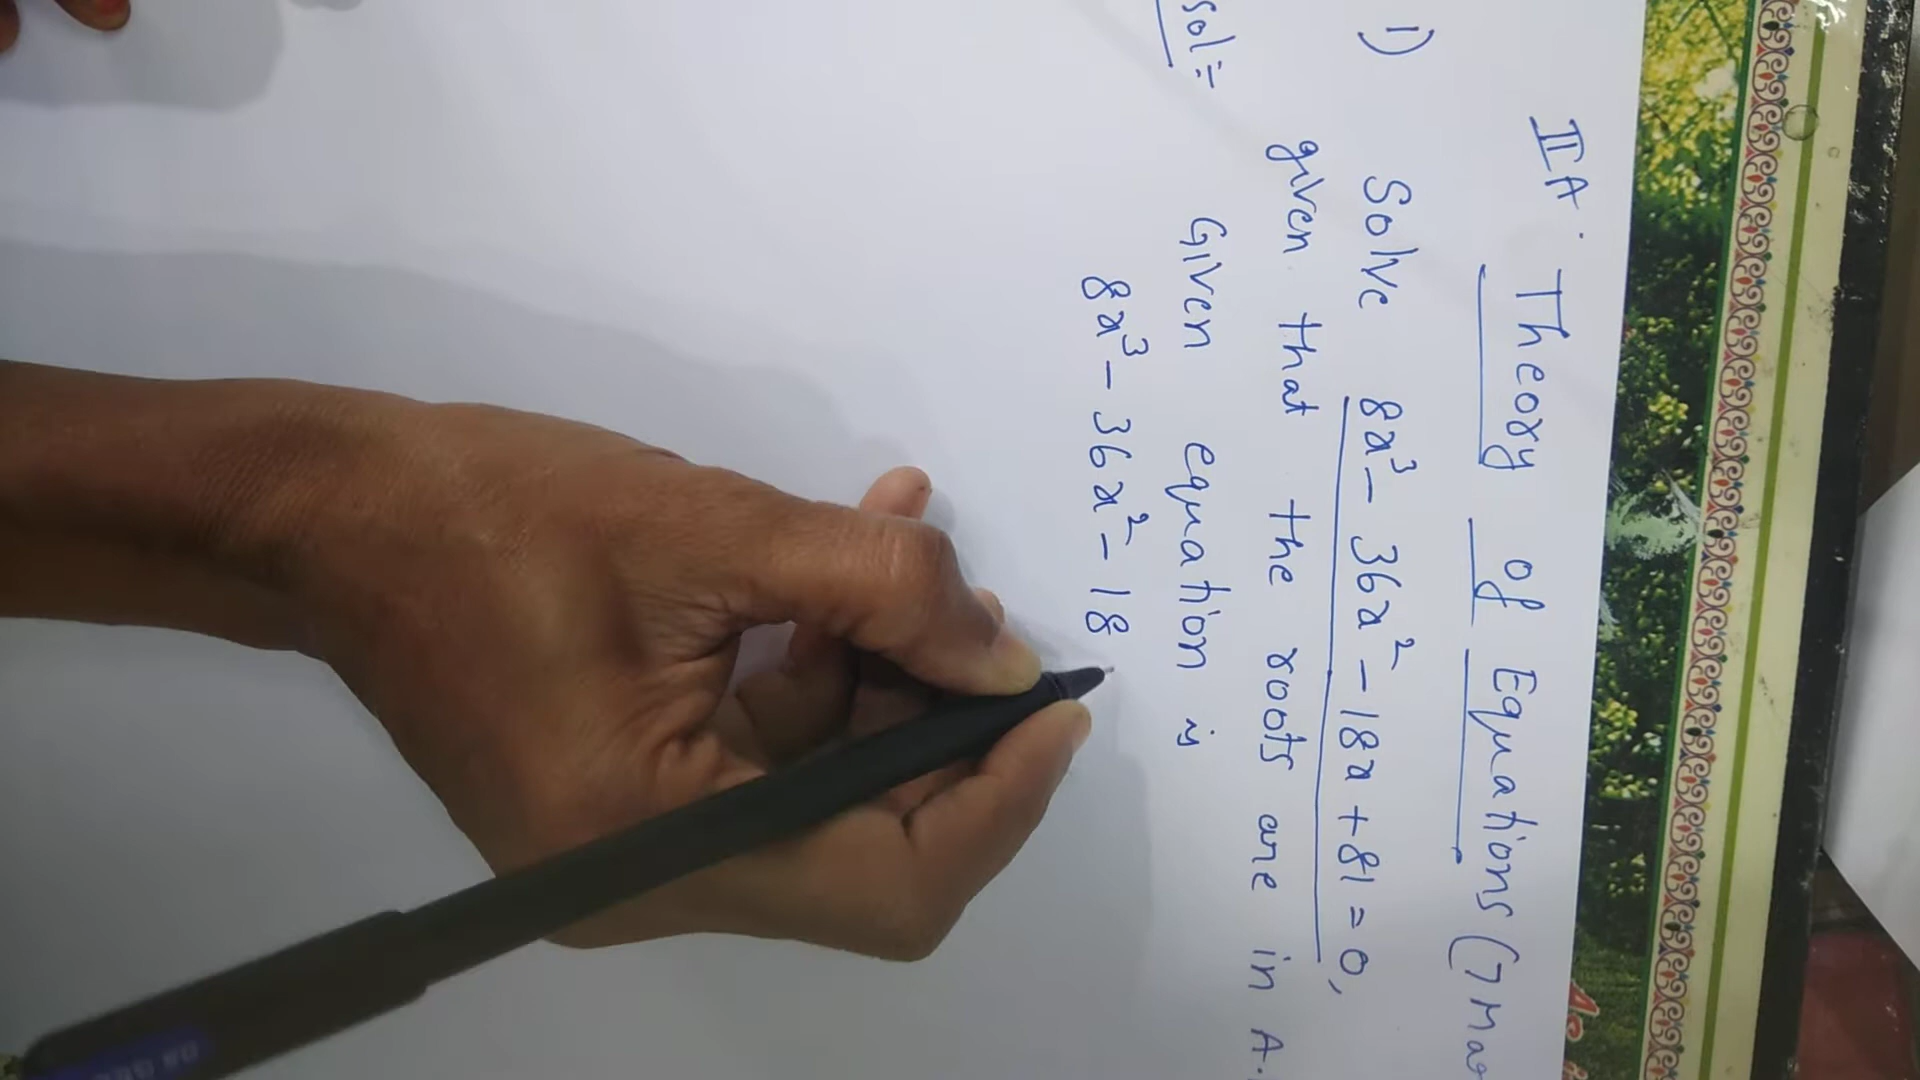 IIA. Theory of Equations (7 Ma
1) Solve 8x³ - 36x² - 18x + 81 = 0,
given that the roots are in A.
Sol:- Given equation is
8x³ - 36x² - 18